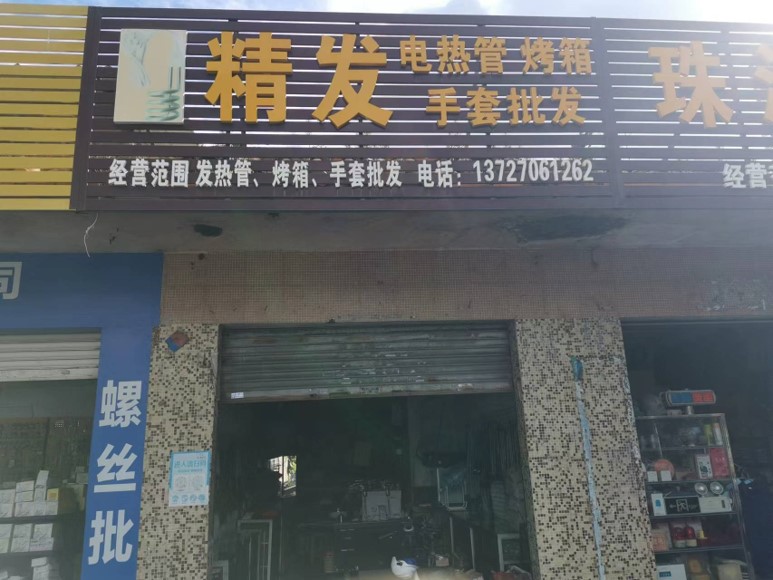 精发
电热管 烤箱
手套批发
经营范围 发热管、烤箱、手套批发 电话：13727061262
珠
经营
司
螺丝批